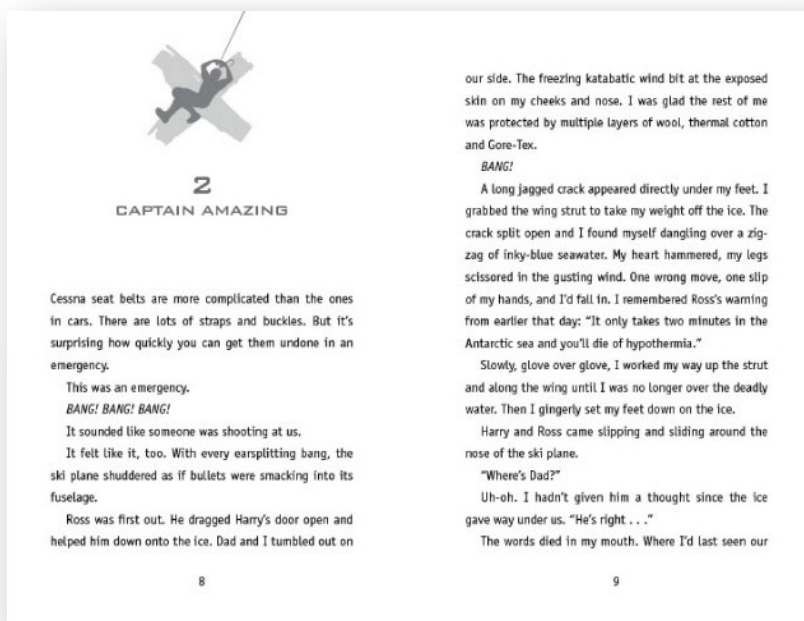 2
CAPTAIN AMAZING
Cessna seat belts are more complicated than the ones
in cars. There are lots of straps and buckles. But it's
surprising how quickly you can get them undone in an
emergency.
This was an emergency.
BANG! BANG! BANG!
It sounded like someone was shooting at us.
It felt like it, too. With every earsplitting bang, the
ski plane shuddered as if bullets were smacking into its
fuselage.
Ross was first out. He dragged Harry's door open and
helped him down onto the ice. Dad and I tumbled out on
8
our side. The freezing katabatic wind bit at the exposed
skin on my cheeks and nose. I was glad the rest of me
was protected by multiple layers of wool, thermal cotton
and Gore-Tex.
BANG!
A long jagged crack appeared directly under my feet. I
grabbed the wing strut to take my weight off the ice. The
crack split open and I found myself dangling over a zig-
zag of inky-blue seawater. My heart hammered, my legs
scissored in the gusting wind. One wrong move, one slip
of my hands, and I'd fall in. I remembered Ross's warning
from earlier that day: "It only takes two minutes in the
Antarctic sea and you'll die of hypothermia."
Slowly, glove over glove, I worked my way up the strut
and along the wing until I was no longer over the deadly
water. Then I gingerly set my feet down on the ice.
Harry and Ross came slipping and sliding around the
nose of the ski plane.
"Where's Dad?"
Uh-oh. I hadn't given him a thought since the ice
gave way under us. "He's right . . ."
The words died in my mouth. Where I'd last seen our
9